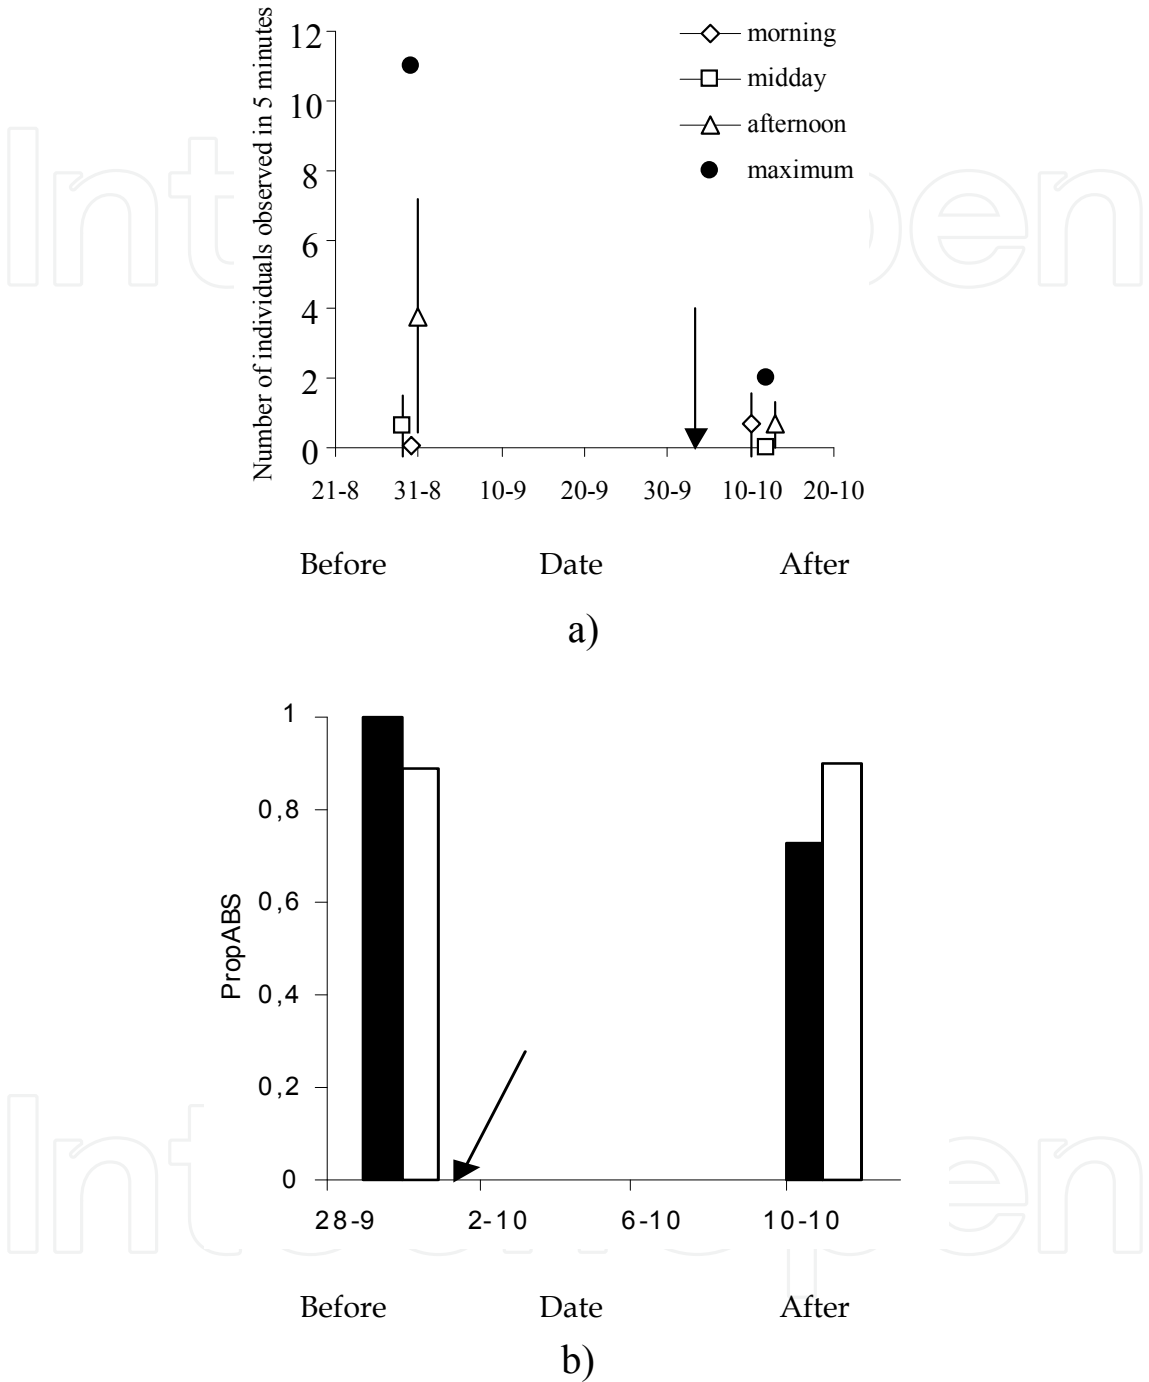 Number of individuals observed in 5 minutes
12
10
8
6
4
2
0
morning
midday
afternoon
maximum
21-8 31-8 10-9 20-9 30-9 10-10 20-10
Before Date After
a)
PropABS
1
0,8
0,6
0,4
0,2
0
28-9 2-10 6-10 10-10
Before Date After
b)